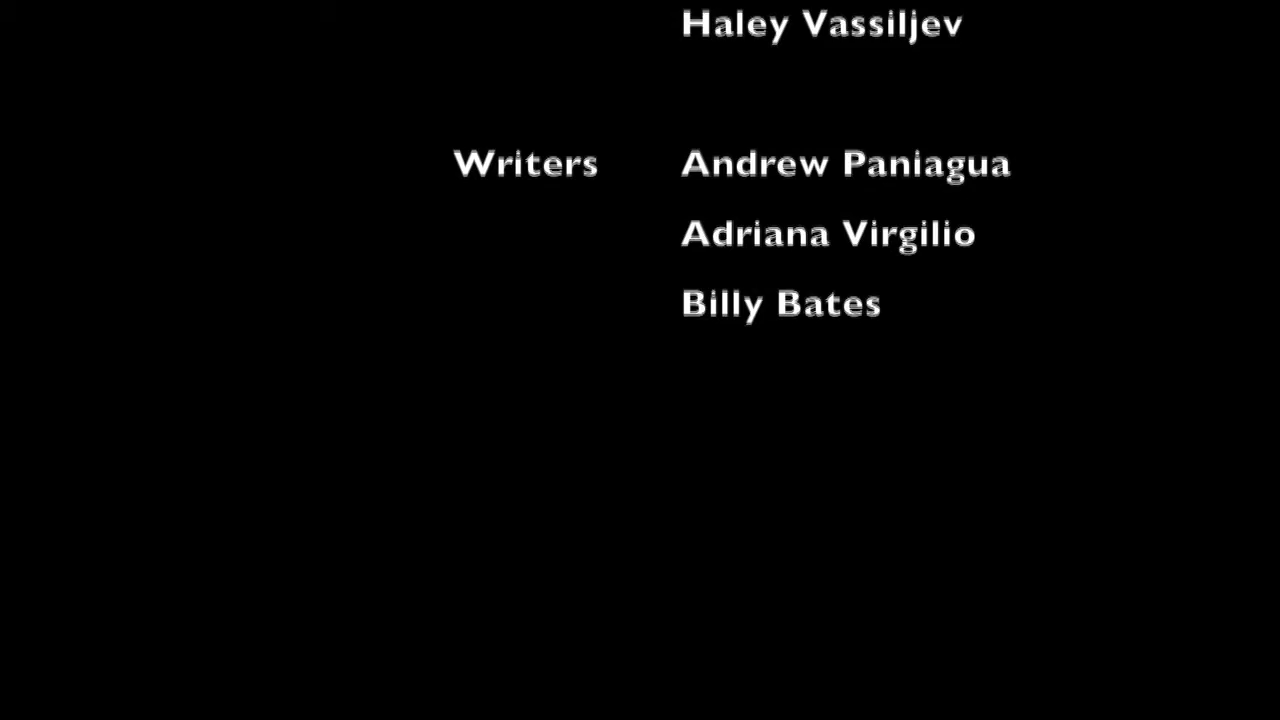 Haley Vassiljev
Writers Andrew Paniagua
Adriana Virgilio
Billy Bates